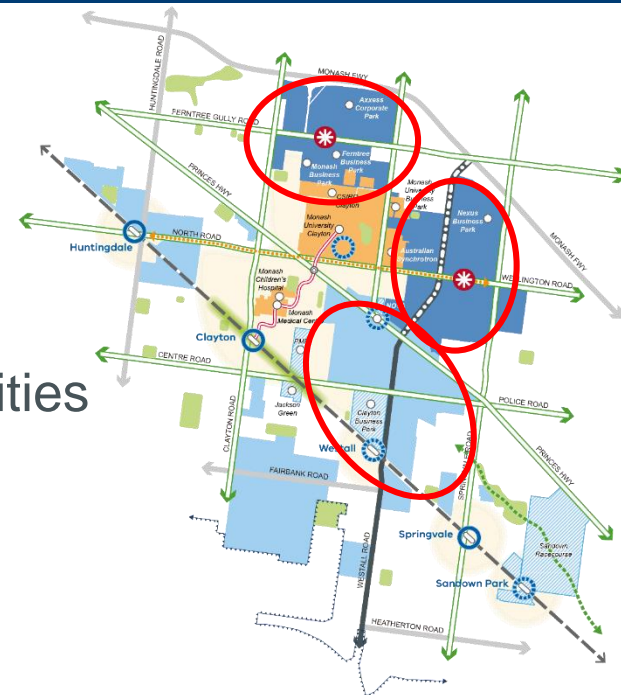 HUNTINGDALE ROAD
MONASH FWY
Axxess
Corporate
Park
FERNTREE GULLY ROAD
Ferntree
Business
Park
Monash
Business
Park
CSIRO
Clayton
PRINCES HWY
Monash
University
Business
Park
Monash
University
Clayton
Nexus
Business
Park
Huntingdale
NORTH ROAD
Australian
Synchrotron
MONASH FWY
WELLINGTON ROAD
Monash
Children's
Hospital
Monash
Medical Centre
Clayton
CENTRE ROAD
POLICE ROAD
ities
Jackson
Green
Clayton
Business
Park
CLAYTON ROAD
Westall
PRINCES HWY
FAIRBANK ROAD
SPRINGVALE ROAD
Springvale
Sandown
Racecourse
WESTALL ROAD
Sandown Park
HEATHERTON ROAD